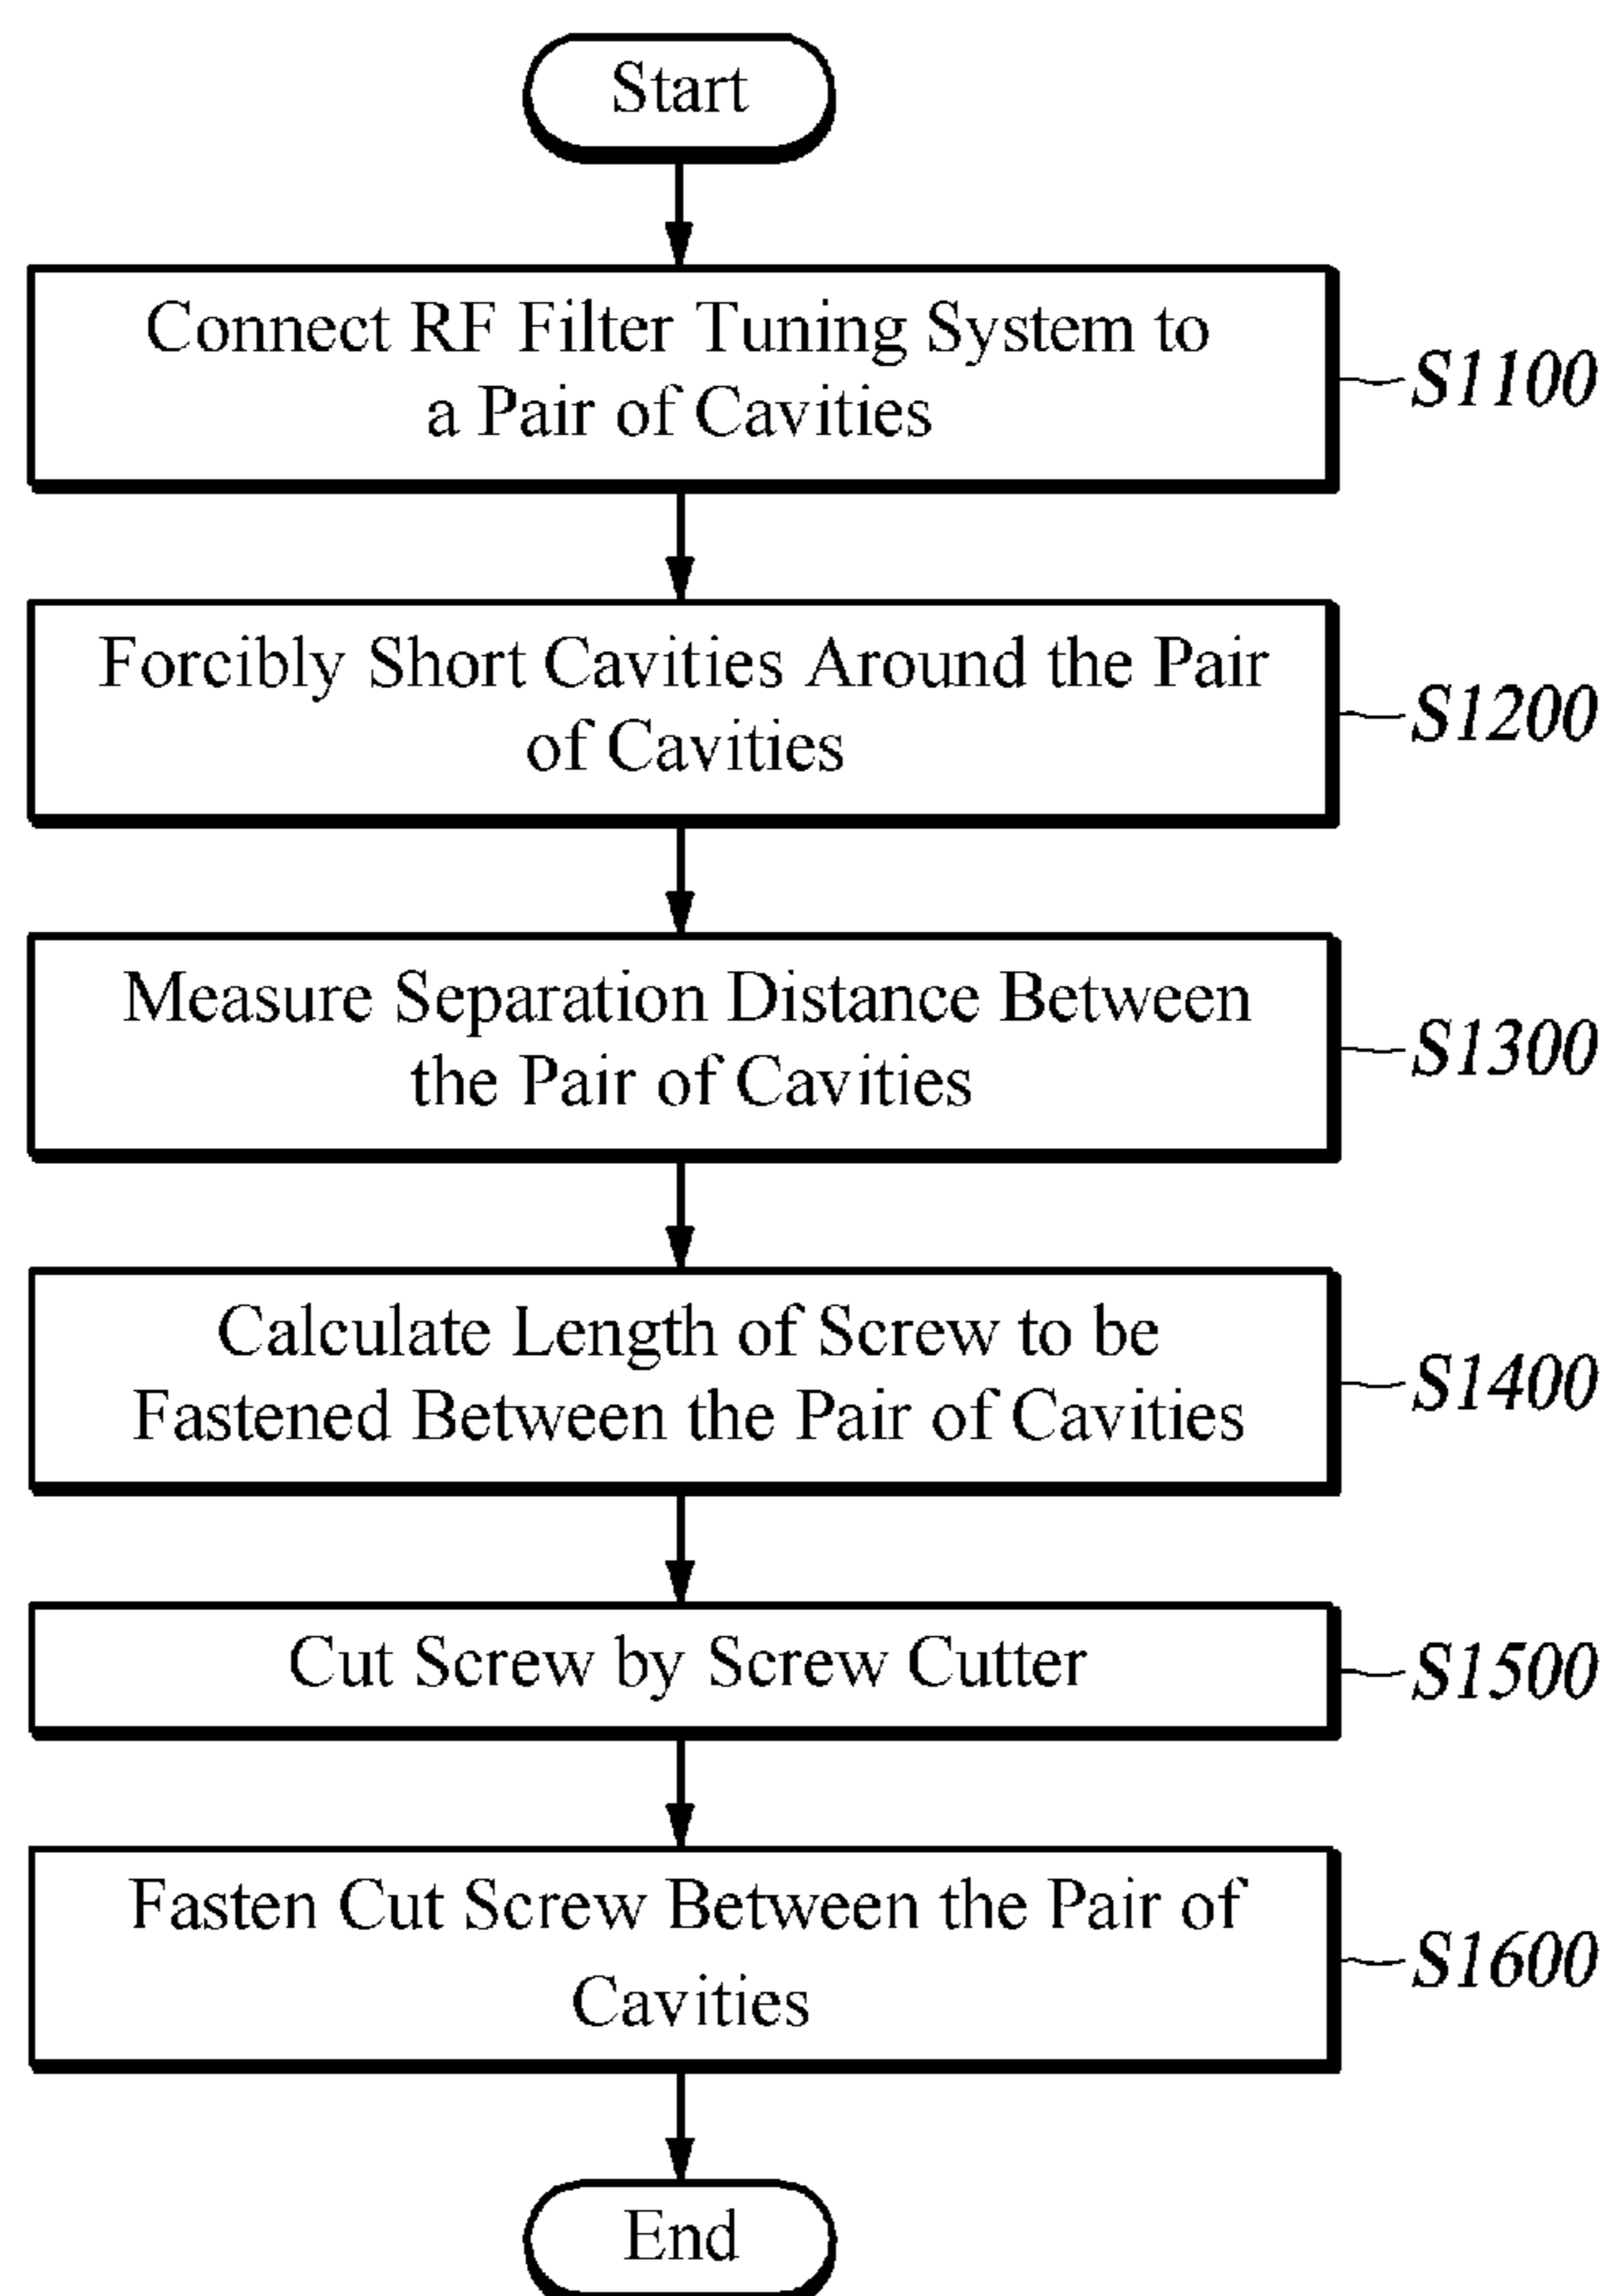 Start
Connect RF Filter Tuning System to
a Pair of Cavities
S1100
Forcibly Short Cavities Around the Pair
of Cavities
S1200
Measure Separation Distance Between
the Pair of Cavities
S1300
Calculate Length of Screw to be
Fastened Between the Pair of Cavities
S1400
Cut Screw by Screw Cutter
S1500
Fasten Cut Screw Between the Pair of
Cavities
S1600
End